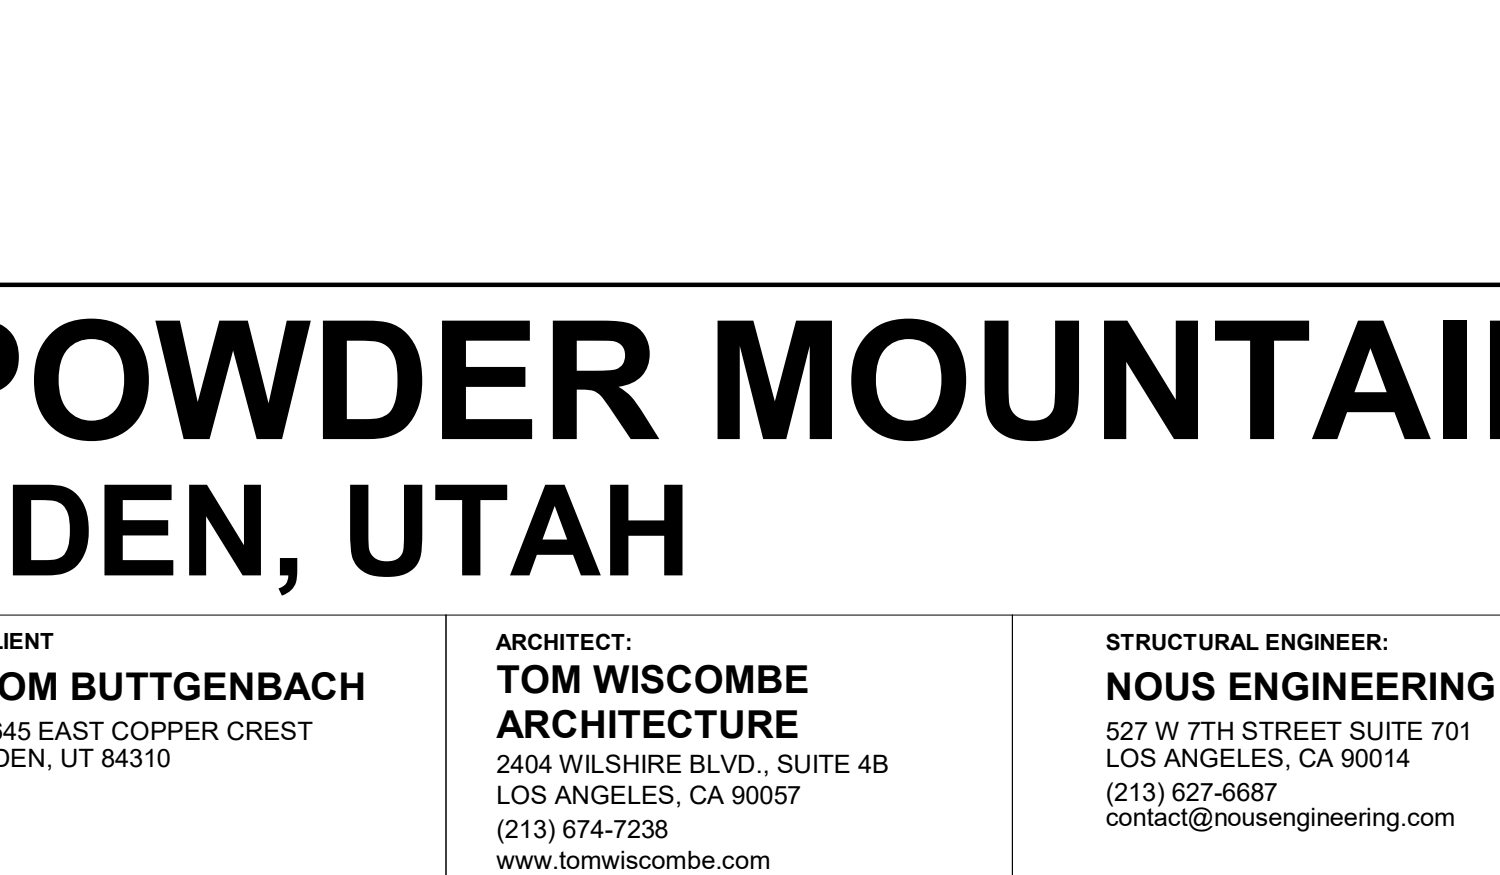 POWDER MOUNTAIN
DEN, UTAH
LIENT
OM BUTTGENBACH
645 EAST COPPER CREST
DEN, UT 84310
ARCHITECT:
TOM WISCOMBE
ARCHITECTURE
2404 WILSHIRE BLVD., SUITE 4B
LOS ANGELES, CA 90057
(213) 674-7238
www.tomwiscombe.com
STRUCTURAL ENGINEER:
NOUS ENGINEERING
527 W 7TH STREET SUITE 701
LOS ANGELES, CA 90014
(213) 627-6687
contact@nousengineering.com